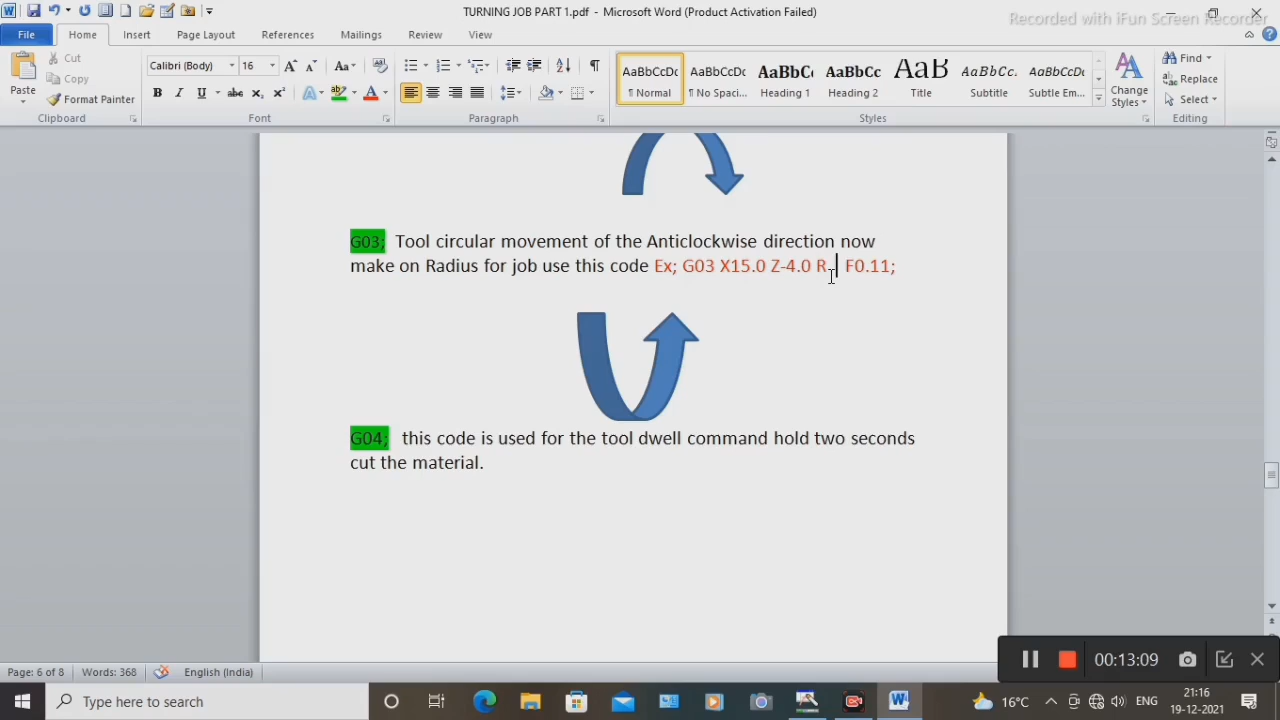 TURNING JOB PART 1.pdf - Microsoft Word (Product Activation Failed)
Recorded with iFun Screen Recorder
File Home Insert Page Layout References Mailings Review View
Cut
Copy
Paste Format Painter
Clipboard
Calibri (Body) 16
Font
Paragraph
AaBbCcDc AaBbCcDc AaBbC( AaBbCc AaB AaBbCc. AaBbCcDc
¶ Normal ¶ No Spaci... Heading 1 Heading 2 Title Subtitle Subtle Em...
Change Styles
Styles
Find
Replace
Select
Editing
G03; Tool circular movement of the Anticlockwise direction now
make on Radius for job use this code Ex; G03 X15.0 Z-4.0 R. F0.11;
G04; this code is used for the tool dwell command hold two seconds
cut the material.
00:13:09
Page: 6 of 8 Words: 368 English (India)
Type here to search
16°C ENG
21:16
19-12-2021